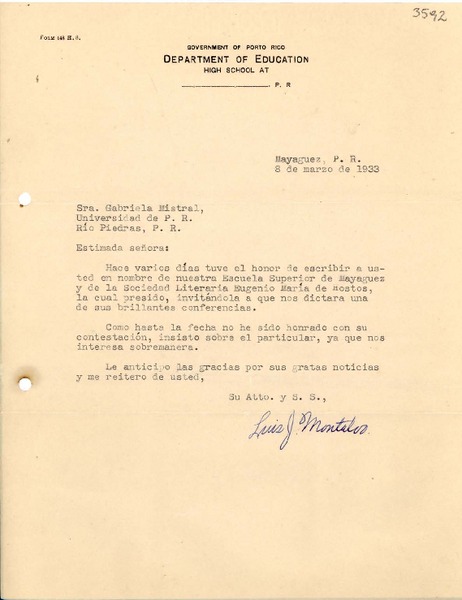 3592
FORM 144 H.S.
GOVERNMENT OF PORTO RICO
DEPARTMENT OF EDUCATION
HIGH SCHOOL AT
P. R
Mayaguez, P. R.
8 de marzo de 1933
Sra. Gabriela Mistral,
Universidad de P. R.
Rio Piedras, P. R.
Estimada señora:
Hace varios días tuve el honor de escribir a us-
ted en nombre de nuestra Escuela Superior de Mayaguez
y de la Sociedad Literaria Eugenio María de Hostos,
la cual presido, invitándola a que nos dictara una
de sus brillantes conferencias.
Como hasta la fecha no he sido honrado con su
contestación, insisto sobre el particular, ya que nos
interesa sobremanera.
Le anticipo las gracias por sus gratas noticias
y me reitero de usted,
Su Atto. y S. S.,
Luis J. Montalvo.